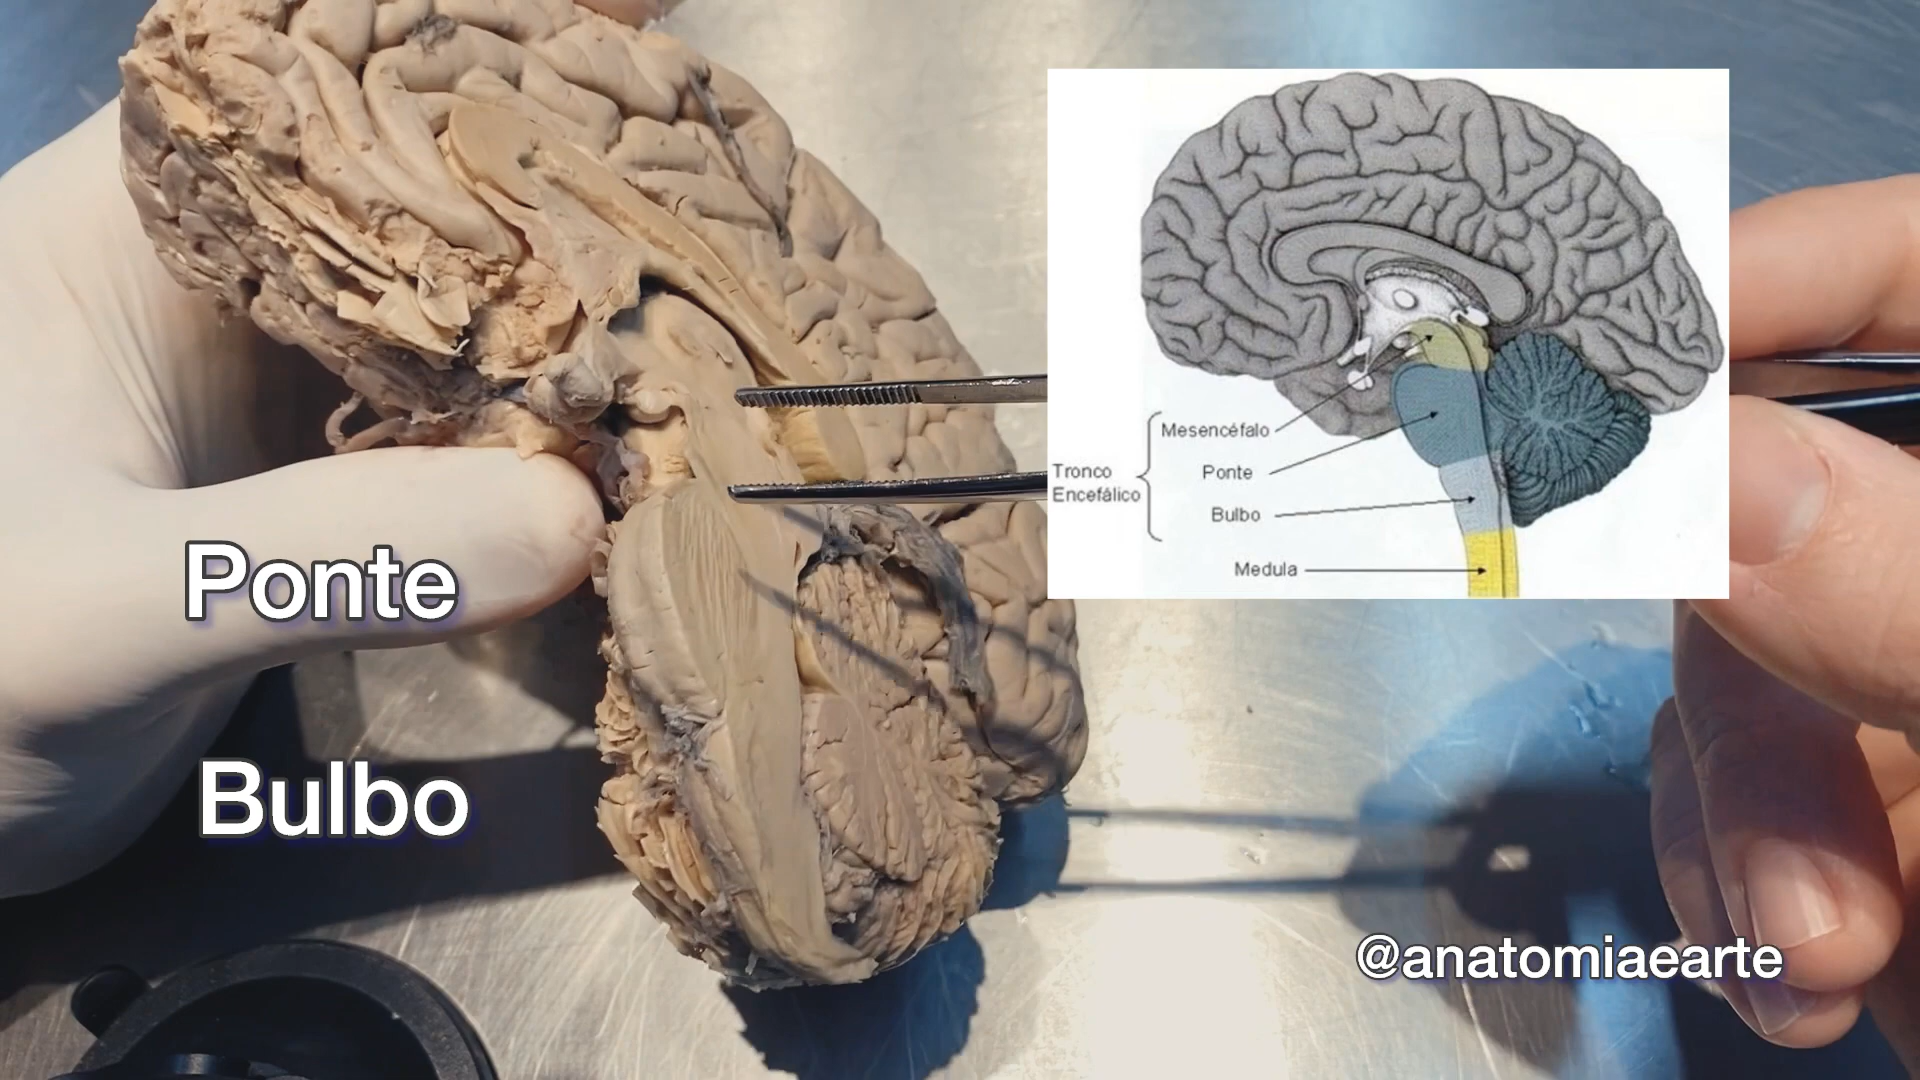 Ponte
Bulbo
Mesencéfalo
Ponte
Tronco
Encefálico
Bulbo
Medula
@anatomiaearte